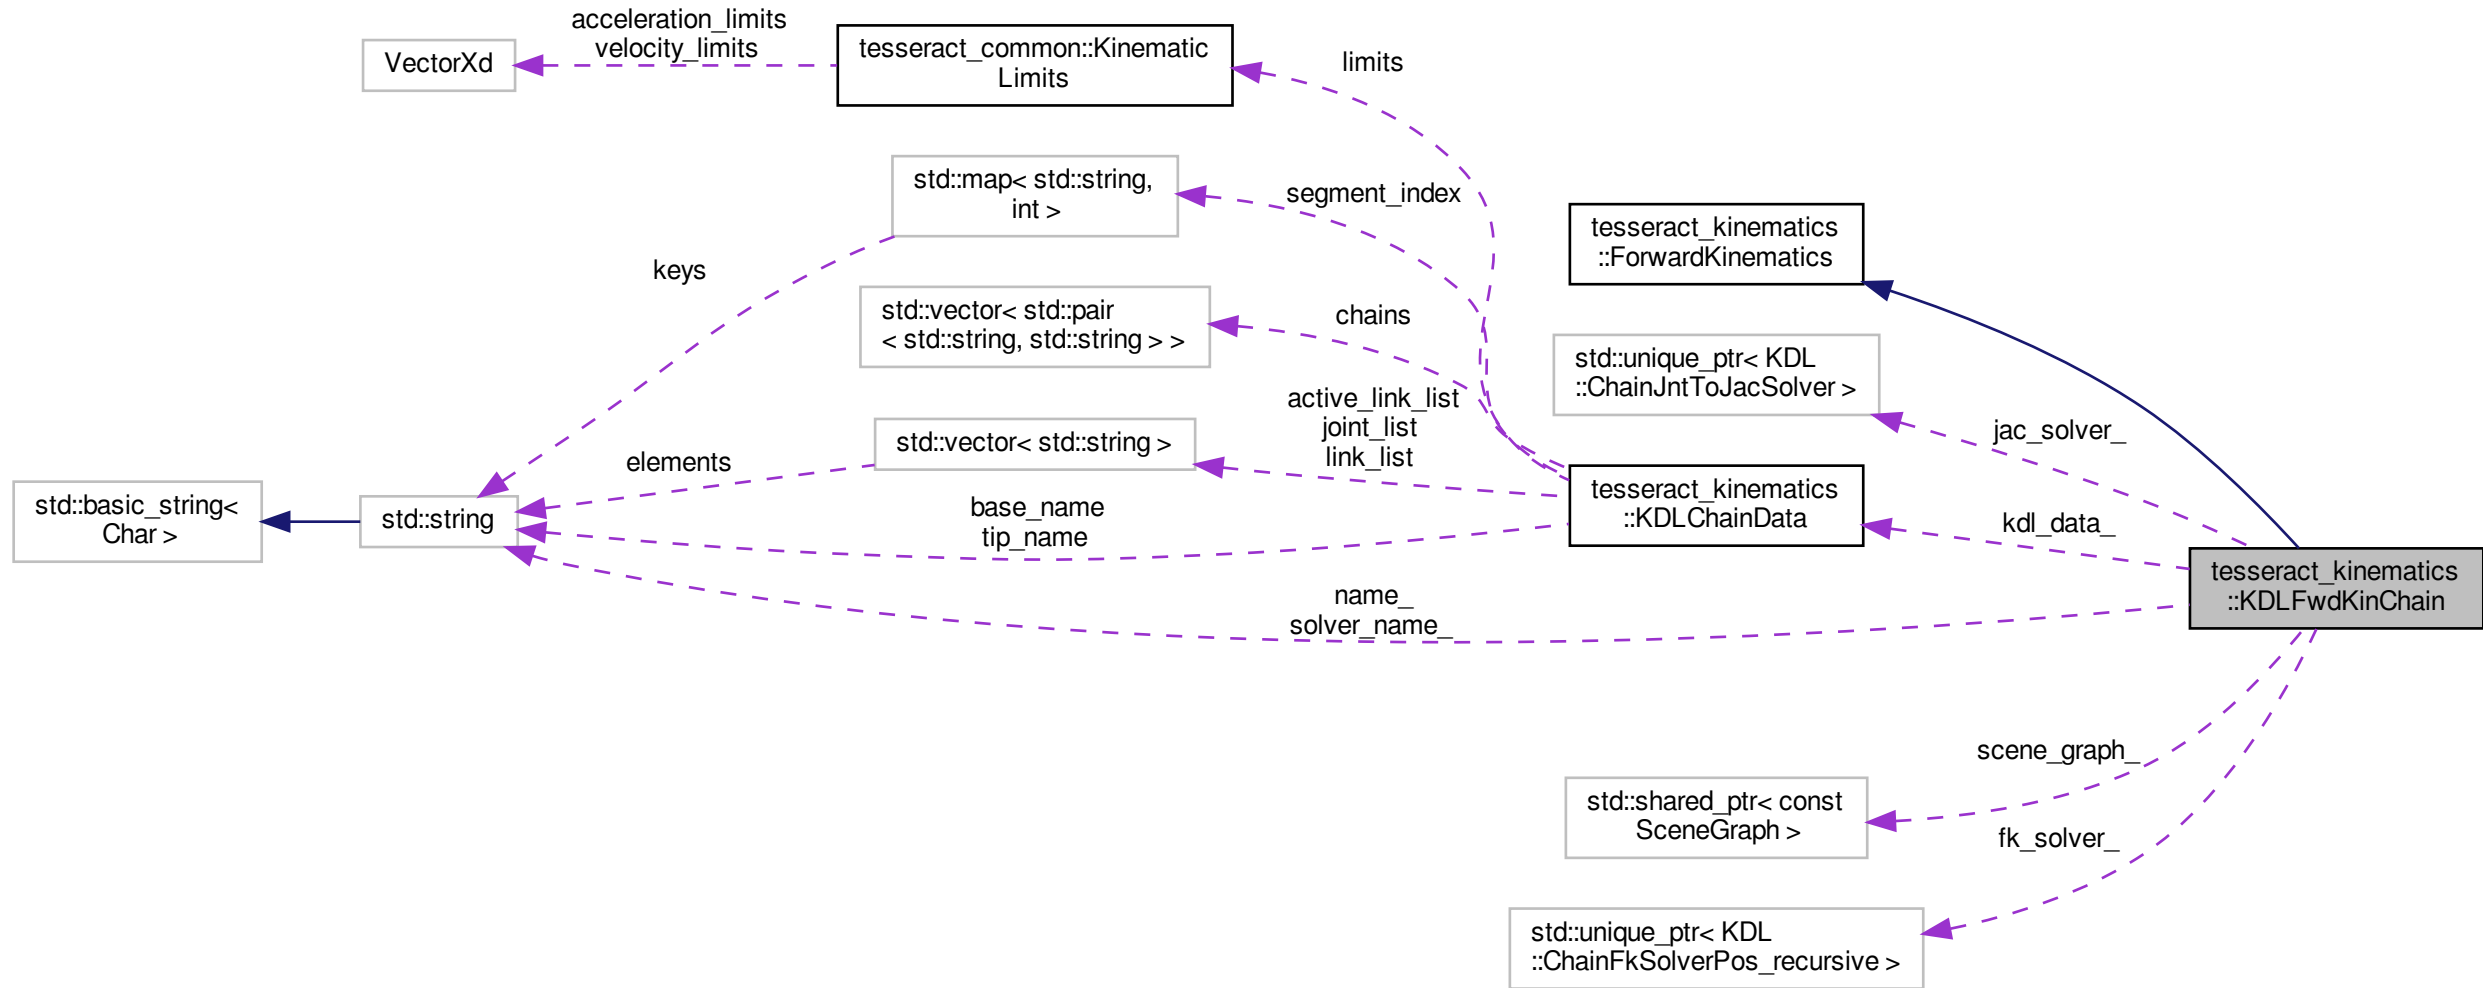 acceleration_limits
velocity_limits
VectorXd
tesseract_common::Kinematic
Limits
limits
std::map< std::string,
int >
segment_index
keys
std::vector< std::pair
< std::string, std::string > >
chains
tesseract_kinematics
::ForwardKinematics
std::unique_ptr< KDL
::ChainJntToJacSolver >
jac_solver_
active_link_list
joint_list
link_list
std::vector< std::string >
elements
std::basic_string<
Char >
std::string
base_name
tip_name
tesseract_kinematics
::KDLChainData
kdl_data_
tesseract_kinematics
::KDLFwdKinChain
name_
solver_name_
scene_graph_
std::shared_ptr< const
SceneGraph >
fk_solver_
std::unique_ptr< KDL
::ChainFkSolverPos_recursive >